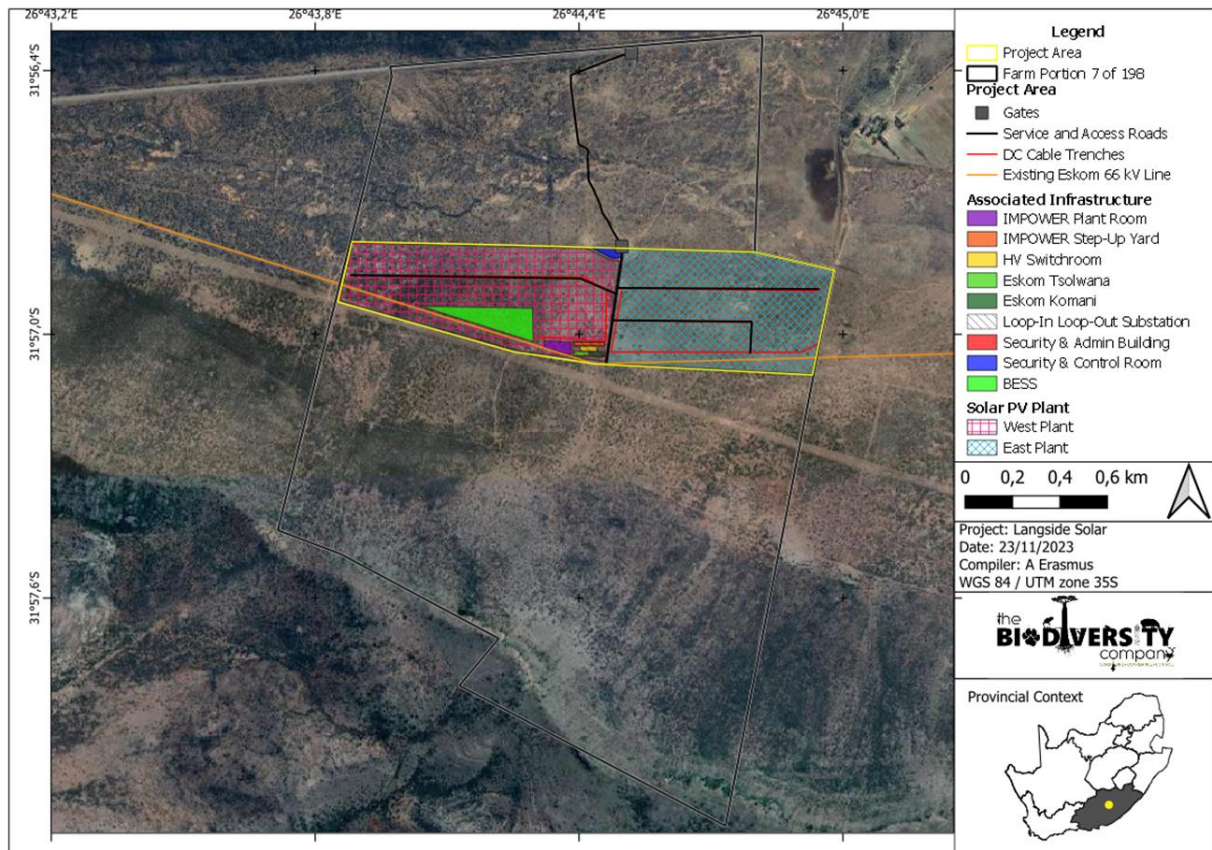 26°43,2'E
26°43,8'E
26°44,4'E
26°45,0'E
31°56,4'S
31°57,0'S
31°57,6'S
Legend
Project Area
Farm Portion 7 of 198
Project Area
Gates
Service and Access Roads
DC Cable Trenches
Existing Eskom 66 kV Line
Associated Infrastructure
IMPOWER Plant Room
IMPOWER Step-Up Yard
HV Switchroom
Eskom Tsolwana
Eskom Komani
Loop-In Loop-Out Substation
Security & Admin Building
Security & Control Room
BESS
Solar PV Plant
West Plant
East Plant
0 0,2 0,4 0,6 km
Project: Langside Solar
Date: 23/11/2023
Compiler: A Erasmus
WGS 84 / UTM zone 35S
the
BIODIVERSITY
company
Provincial Context